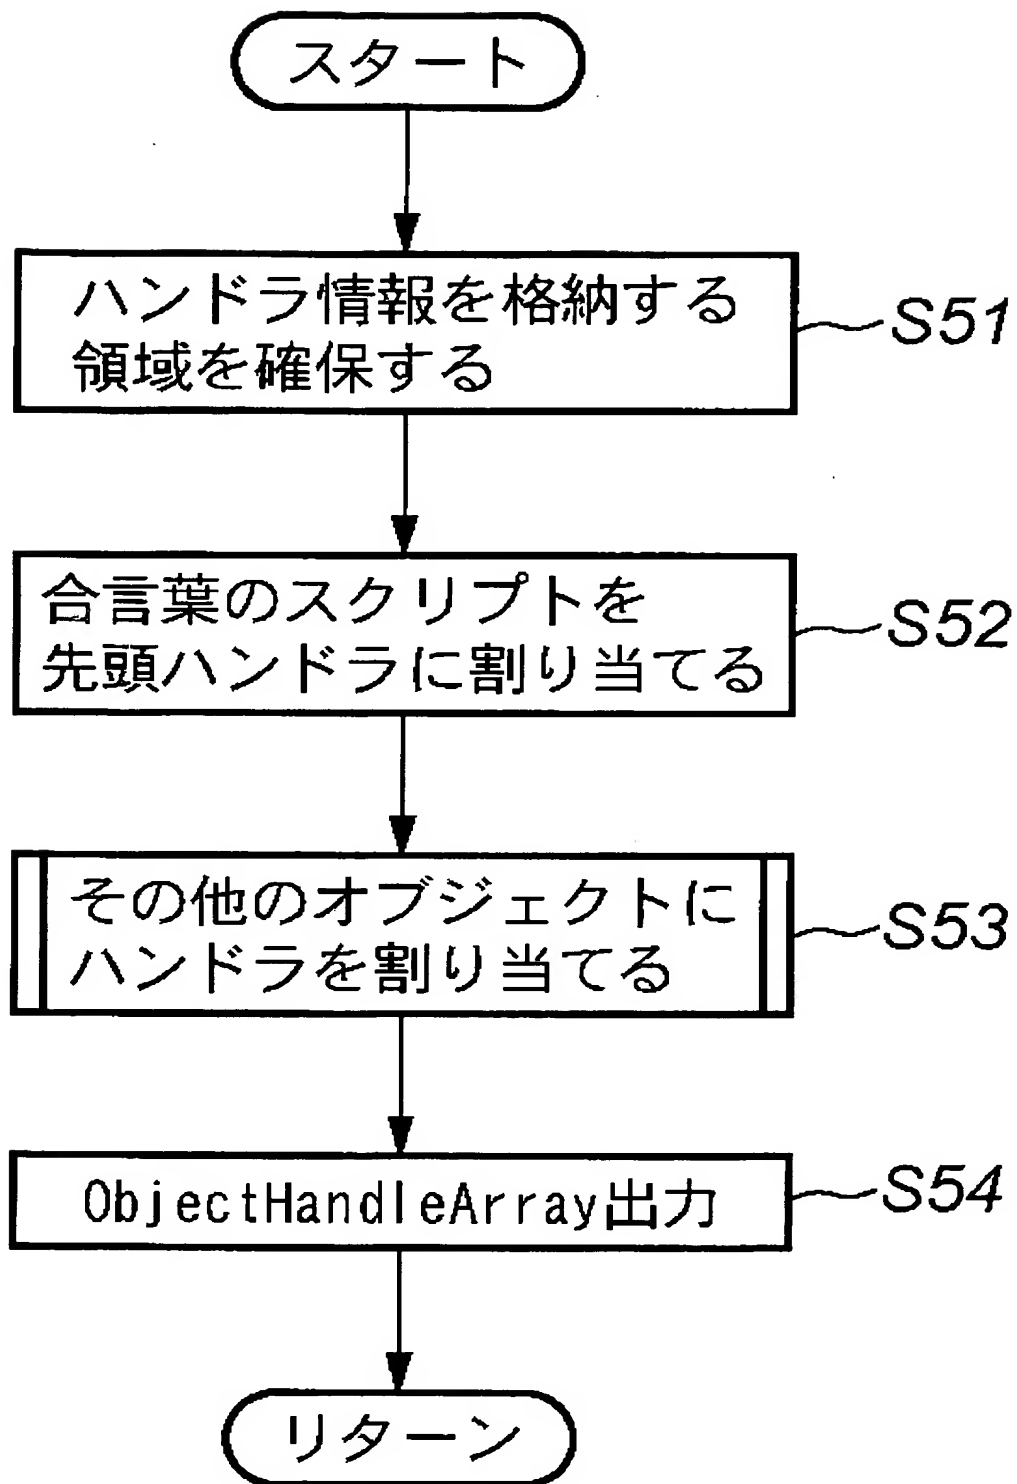 スタート
ハンドラ情報を格納する
領域を確保する
S51
合言葉のスクリプトを
先頭ハンドラに割り当てる
S52
その他のオブジェクトに
ハンドラを割り当てる
S53
ObjectHandleArray出力
S54
リターン